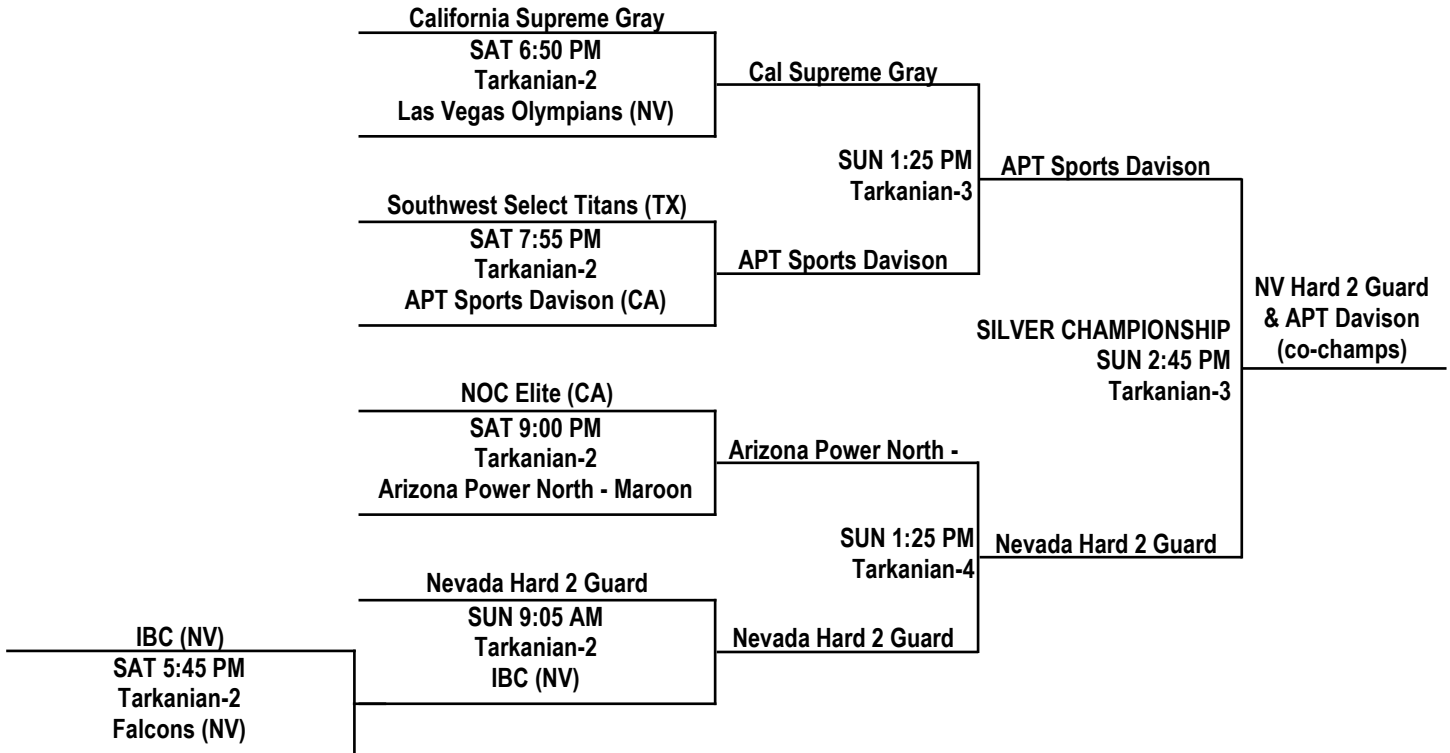 California Supreme Gray
SAT 6:50 PM
Tarkanian-2
Las Vegas Olympians (NV)
Cal Supreme Gray
SUN 1:25 PM
Tarkanian-3
APT Sports Davison
Southwest Select Titans (TX)
SAT 7:55 PM
Tarkanian-2
APT Sports Davison (CA)
APT Sports Davison
SILVER CHAMPIONSHIP
SUN 2:45 PM
Tarkanian-3
NV Hard 2 Guard
& APT Davison
(co-champs)
NOC Elite (CA)
SAT 9:00 PM
Tarkanian-2
Arizona Power North - Maroon
Arizona Power North -
SUN 1:25 PM
Tarkanian-4
Nevada Hard 2 Guard
Nevada Hard 2 Guard
SUN 9:05 AM
Tarkanian-2
IBC (NV)
Nevada Hard 2 Guard
IBC (NV)
SAT 5:45 PM
Tarkanian-2
Falcons (NV)